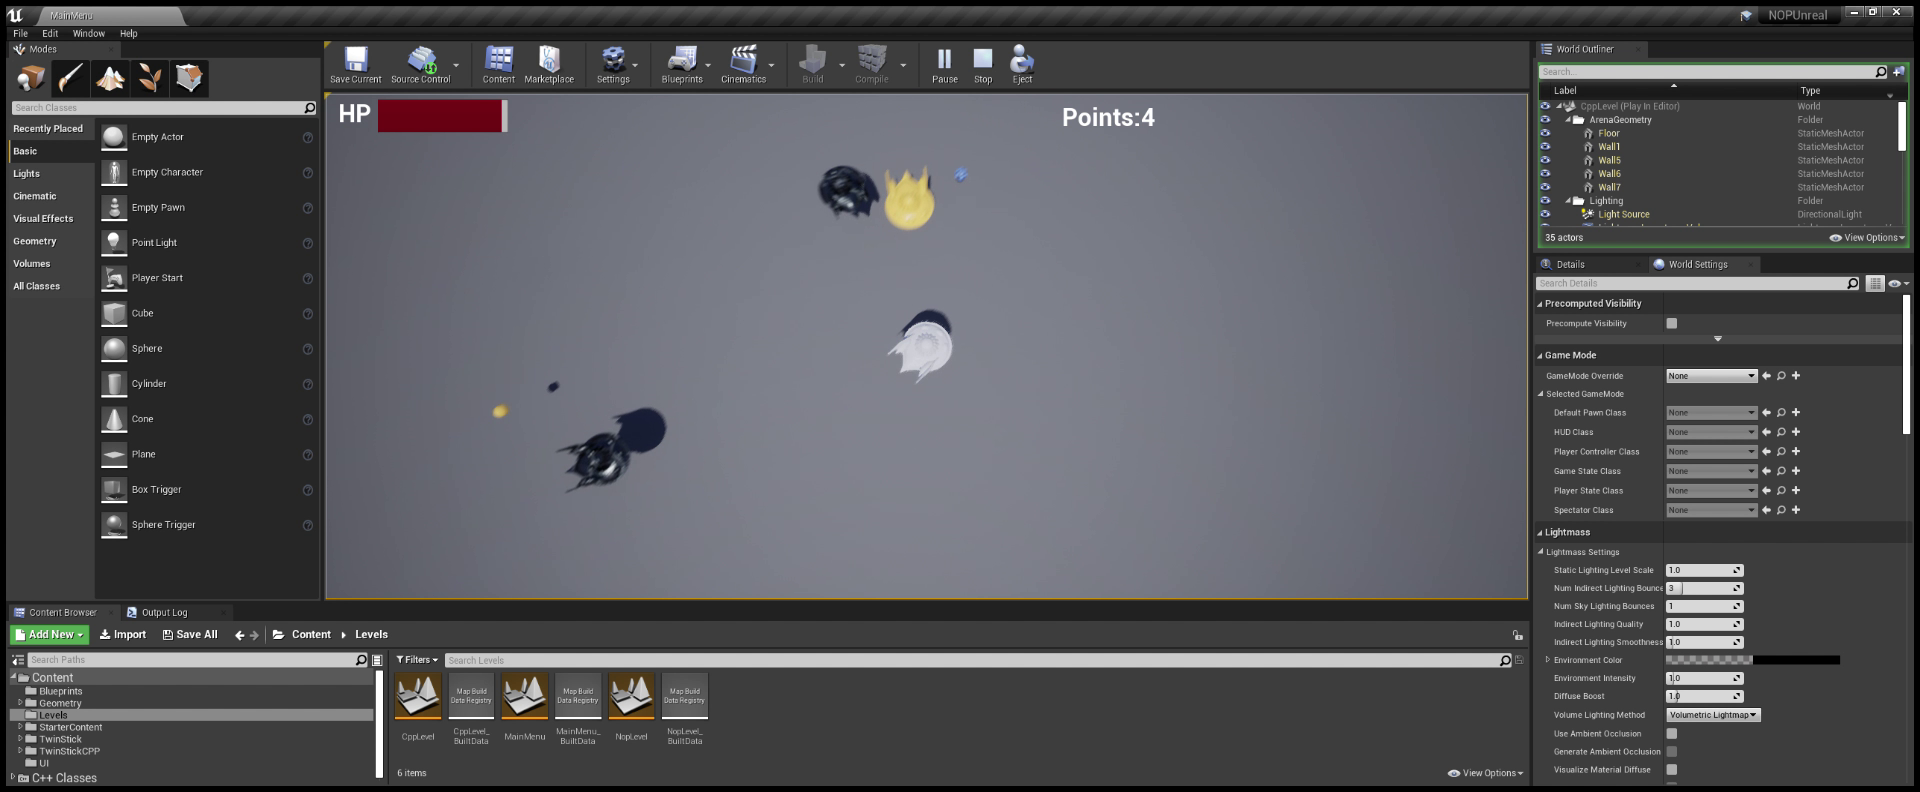 MainMenu
NOPUnreal
File Edit Window Help
Modes
Search Classes
Recently Placed
Basic
Lights
Cinematic
Visual Effects
Geometry
Volumes
All Classes
Empty Actor
Empty Character
Empty Pawn
Point Light
Player Start
Cube
Sphere
Cylinder
Cone
Plane
Box Trigger
Sphere Trigger
Save Current Source Control Content Marketplace Settings Blueprints Cinematics Build Compile Pause Stop Eject
HP
Points:4
World Outliner
Search...
Label Type
CppLevel (Play In Editor) World
ArenaGeometry Folder
Floor StaticMeshActor
Wall1 StaticMeshActor
Wall5 StaticMeshActor
Wall6 StaticMeshActor
Wall7 StaticMeshActor
Lighting Folder
Light Source DirectionalLight
35 actors View Options
Details World Settings
Search Details
Precomputed Visibility
Precompute Visibility
Game Mode
GameMode Override None
Selected GameMode
Default Pawn Class None
HUD Class None
Player Controller Class None
Game State Class None
Player State Class None
Spectator Class None
Lightmass
Lightmass Settings
Static Lighting Level Scale 1.0
Num Indirect Lighting Bounce 3
Num Sky Lighting Bounces 1
Indirect Lighting Quality 1.0
Indirect Lighting Smoothness 1.0
Environment Color
Environment Intensity 1.0
Diffuse Boost 1.0
Volume Lighting Method Volumetric Lightmap
Use Ambient Occlusion
Generate Ambient Occlusion
Visualize Material Diffuse
Content Browser Output Log
Add New Import Save All Content Levels
Search Paths
Content
Blueprints
Geometry
Levels
StarterContent
TwinStick
TwinStickCPP
UI
C++ Classes
Filters Search Levels
Map Build Data Registry
Map Build Data Registry
Map Build Data Registry
CppLevel
CppLevel_BuiltData
MainMenu
MainMenu_BuiltData
NopLevel
NopLevel_BuiltData
6 items View Options